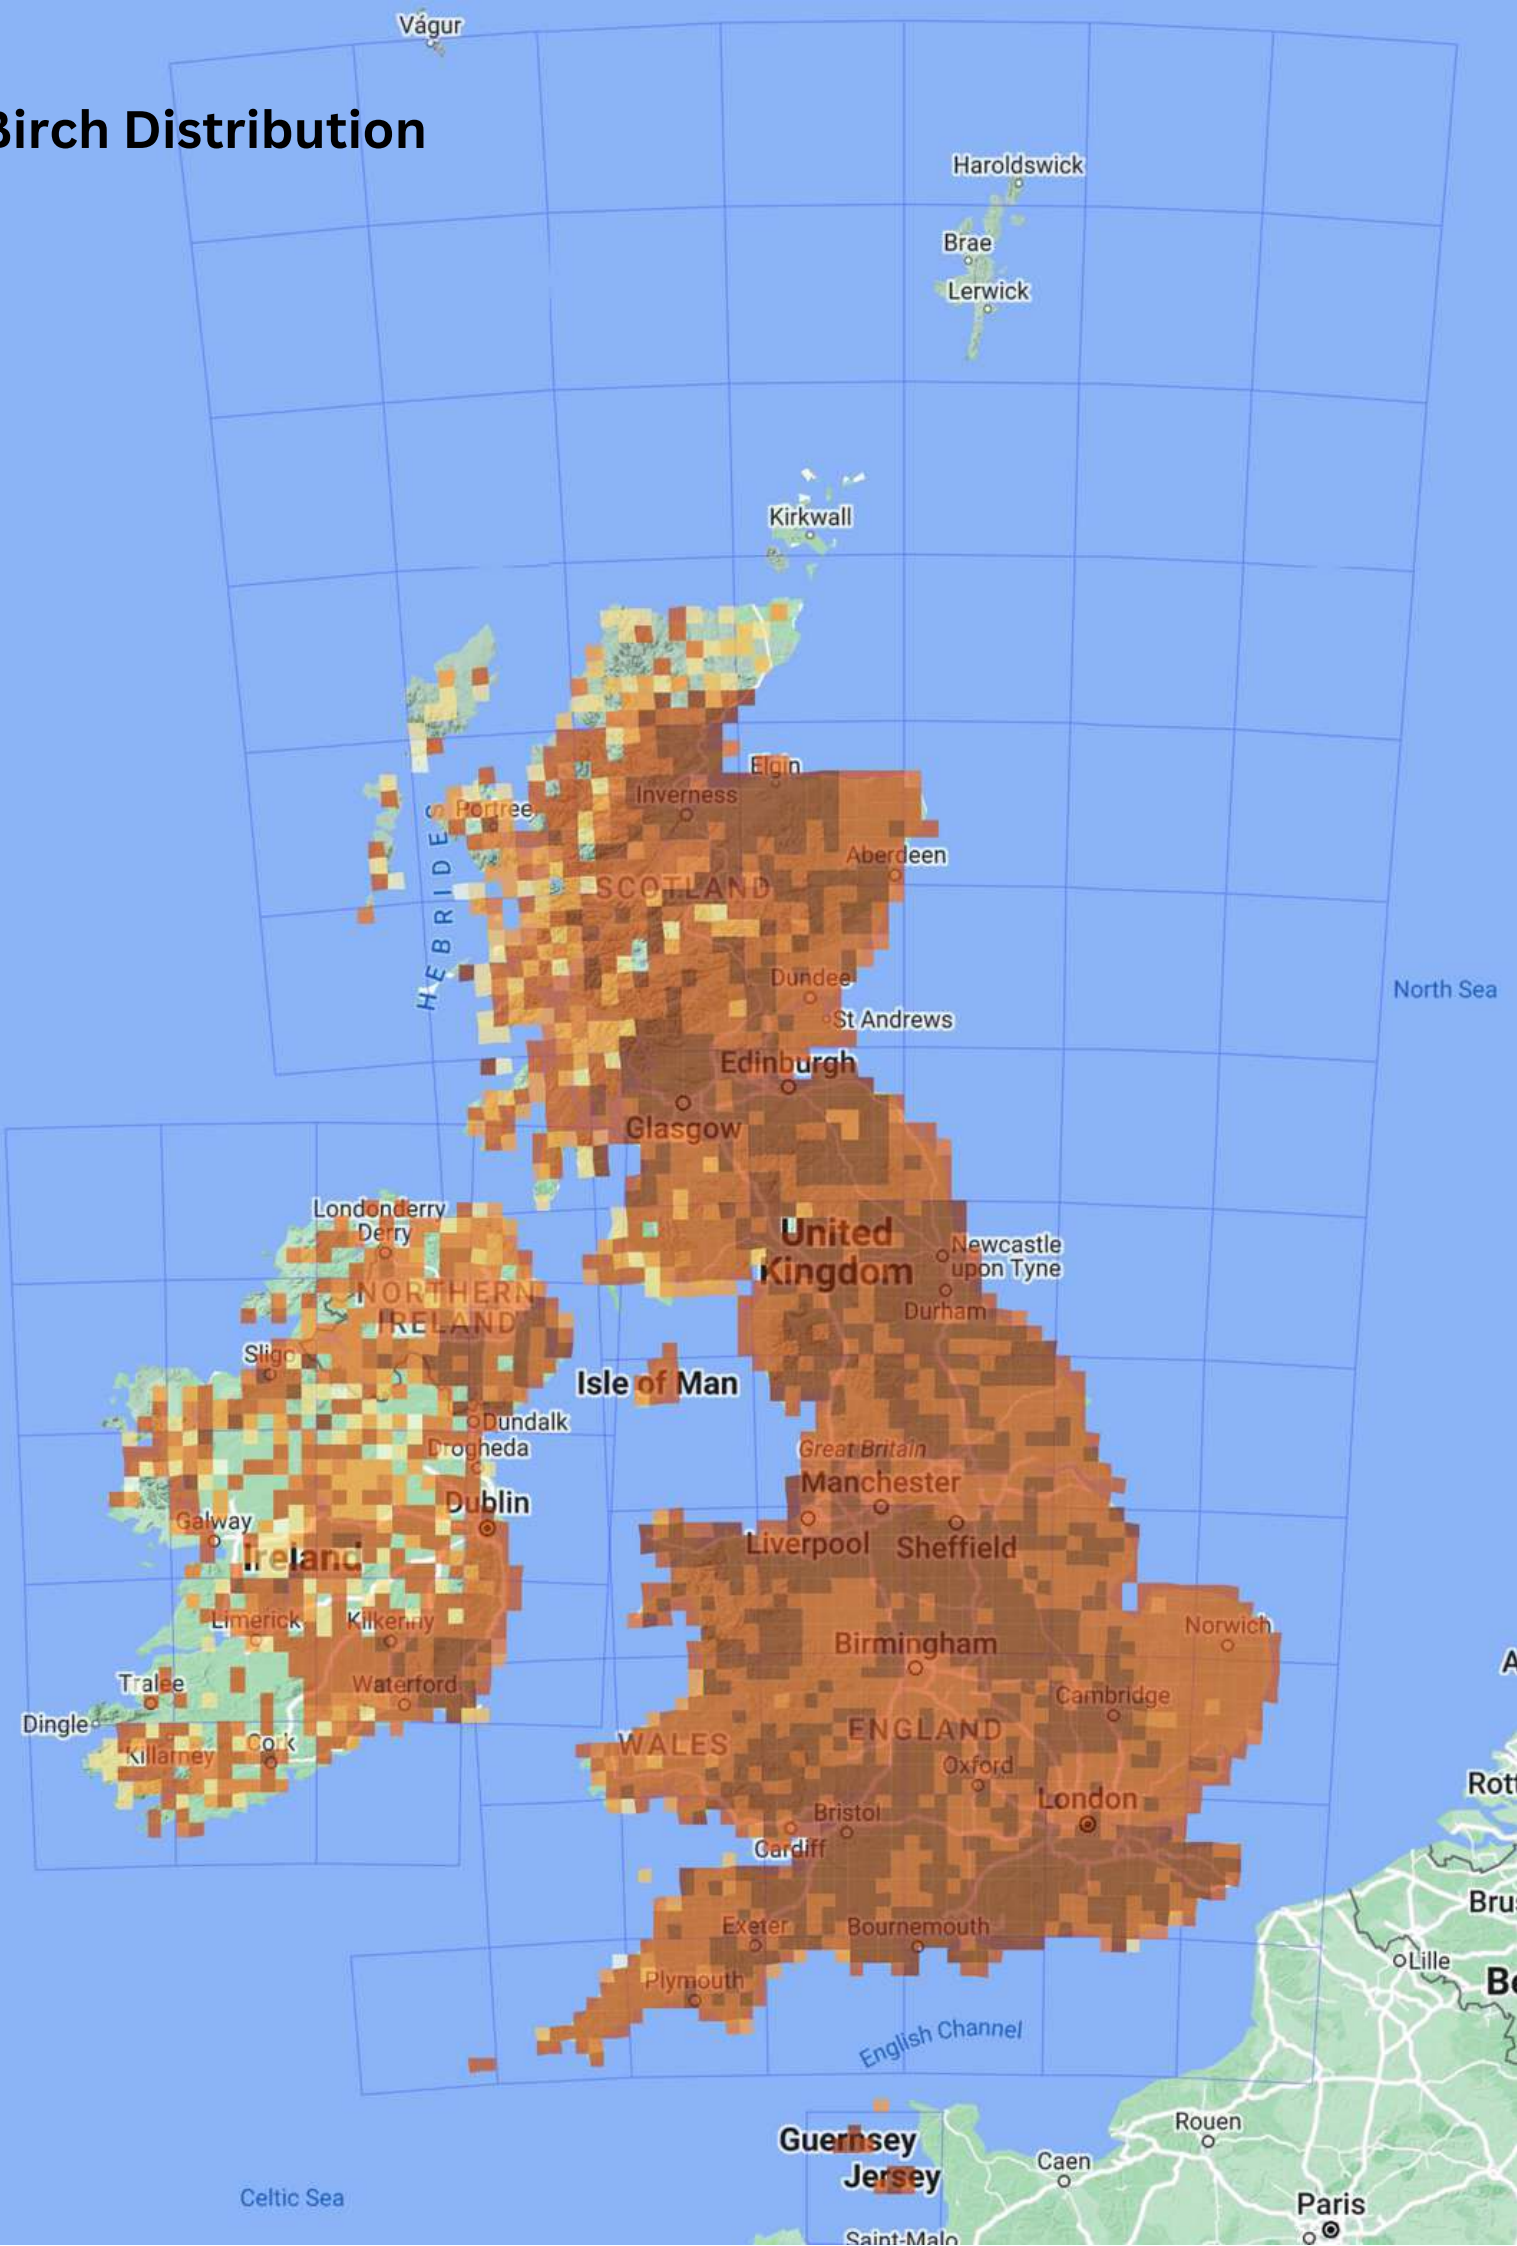 Vágur
Birch Distribution
Haroldswick
Brae
Lerwick
Kirkwall
Elgin
Inverness
Portree
HEBRIDES
Aberdeen
SCOTLAND
Dundee
North Sea
St Andrews
Edinburgh
Glasgow
Londonderry
Derry
United
Kingdom
Newcastle
upon Tyne
NORTHERN
IRELAND
Durham
Sligo
Isle of Man
Dundalk
Drogheda
Great Britain
Manchester
Dublin
Galway
Liverpool
Sheffield
Ireland
Limerick
Kilkenny
Norwich
Birmingham
Tralee
Waterford
Cambridge
Dingle
Cork
Killarney
WALES
ENGLAND
Oxford
London
Bristol
Cardiff
Exeter
Bournemouth
Lille
Plymouth
English Channel
Rouen
Guernsey
Caen
Jersey
Celtic Sea
Paris
Saint-Malo